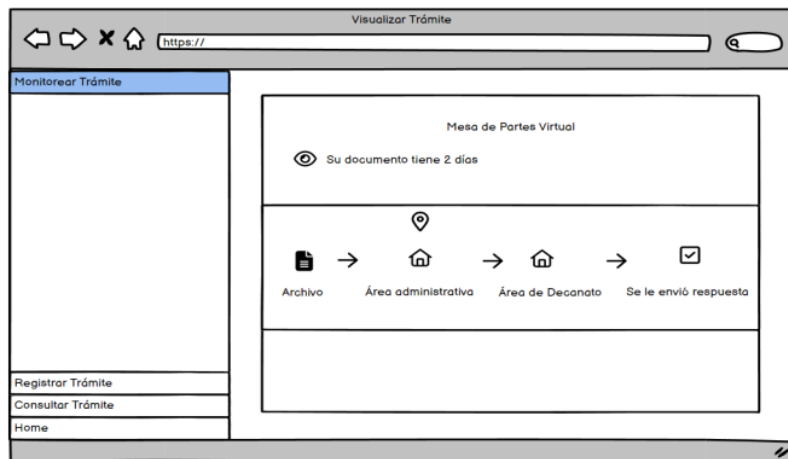 Visualizar Trámite
https://
Monitorear Trámite
Mesa de Partes Virtual
Su documento tiene 2 días
Archivo
Área administrativa
Área de Decanato
Se le envió respuesta
Registrar Trámite
Consultar Trámite
Home